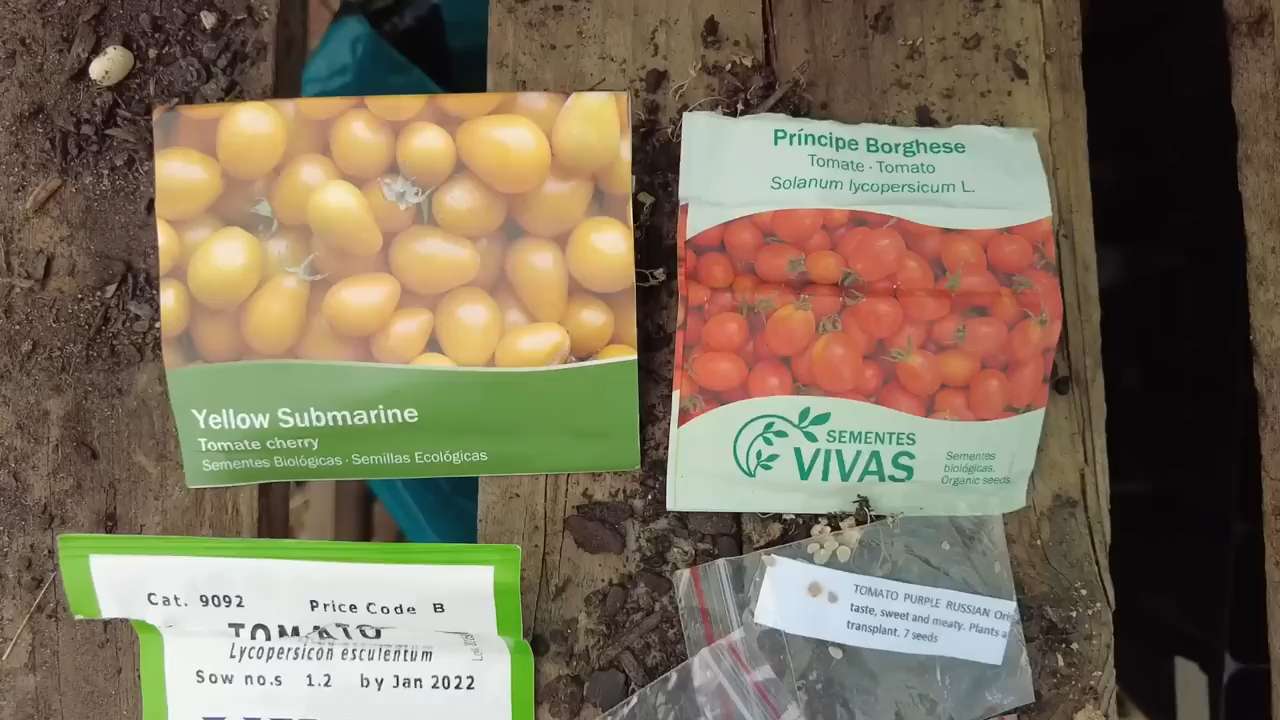 Yellow Submarine
Tomate cherry
Sementes Biológicas · Semillas Ecológicas
Príncipe Borghese
Tomate · Tomato
Solanum lycopersicum L.
SEMENTES
VIVAS
Sementes
biológicas.
Organic seeds.
Cat. 9092 Price Code B
TOMATO
Lycopersicon esculentum
Sow no.s 1.2 by Jan 2022
TOMATO PURPLE RUSSIAN
taste, sweet and meaty. Plants
transplant. 7 seeds